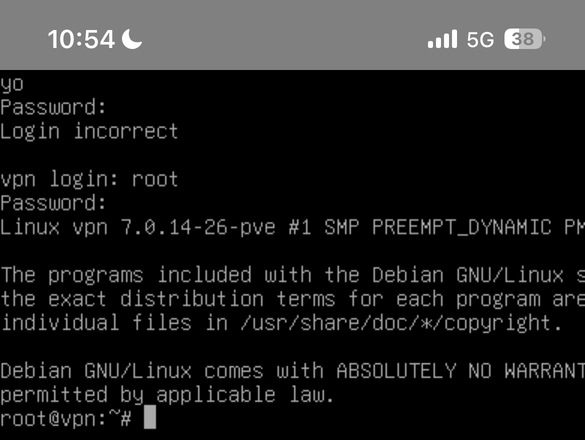 10:54 5G 38
yo
Password:
Login incorrect
vpn login: root
Password:
Linux vpn 7.0.14-26-pve #1 SMP PREEMPT_DYNAMIC PM
The programs included with the Debian GNU/Linux s
the exact distribution terms for each program are
individual files in /usr/share/doc/*/copyright.
Debian GNU/Linux comes with ABSOLUTELY NO WARRANT
permitted by applicable law.
root@vpn:~#